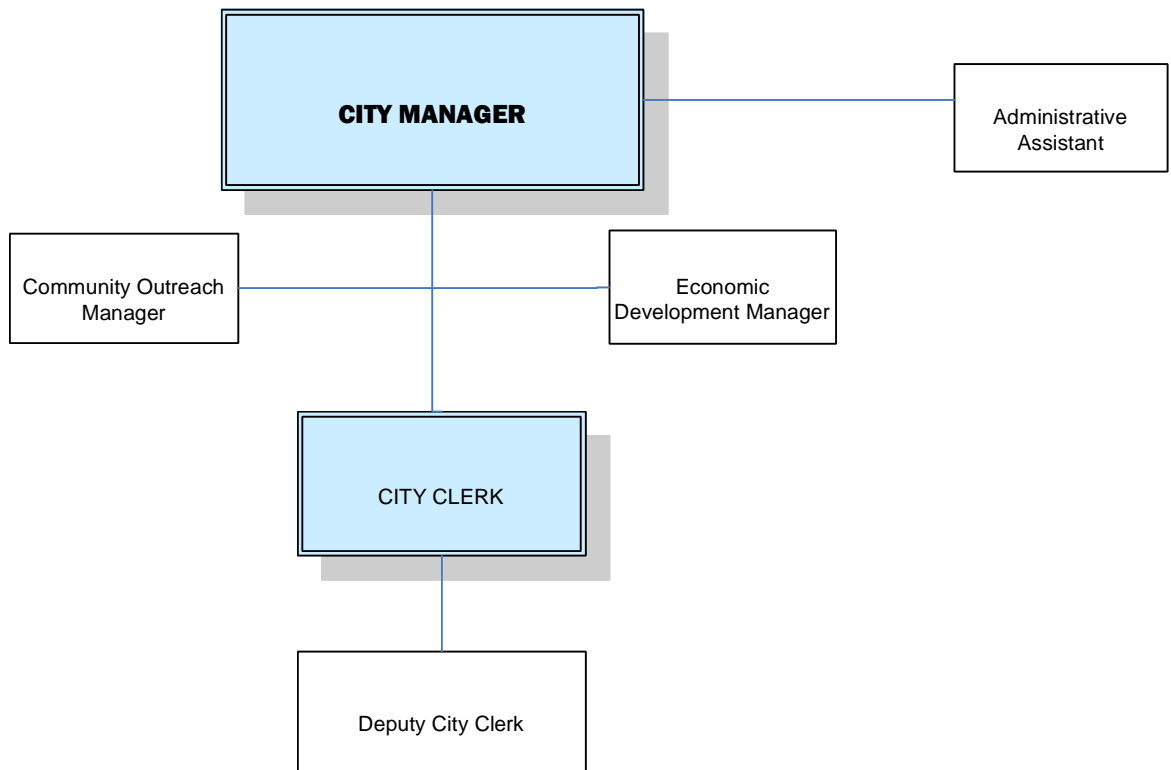 CITY MANAGER
Administrative
Assistant
Community Outreach
Manager
Economic
Development Manager
CITY CLERK
Deputy City Clerk